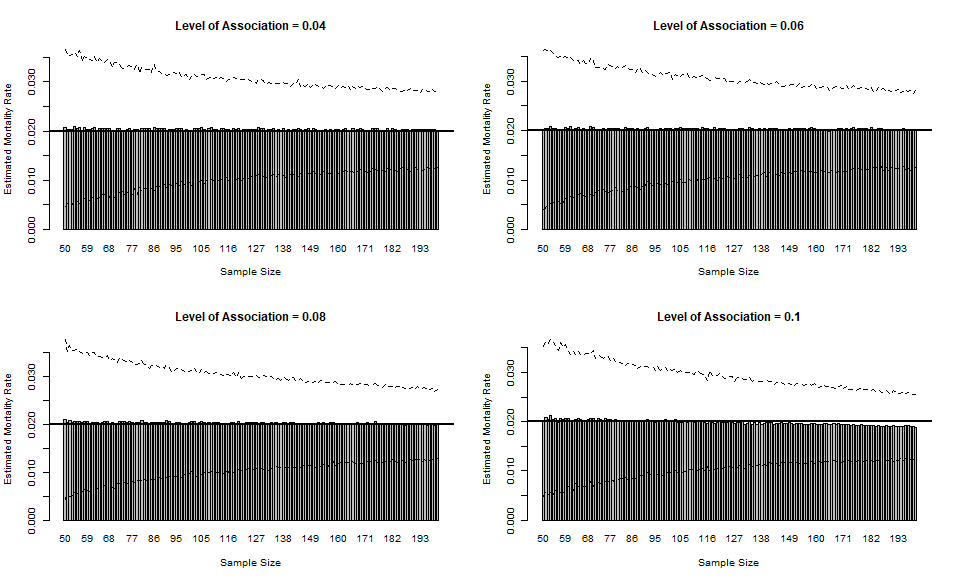 Level of Association = 0.04
Estimated Mortality Rate
0.000 0.010 0.020 0.030
50 59 68 77 86 95 105 116 127 138 149 160 171 182 193
Sample Size
Level of Association = 0.06
Estimated Mortality Rate
0.000 0.010 0.020 0.030
50 59 68 77 86 95 105 116 127 138 149 160 171 182 193
Sample Size
Level of Association = 0.08
Estimated Mortality Rate
0.000 0.010 0.020 0.030
50 59 68 77 86 95 105 116 127 138 149 160 171 182 193
Sample Size
Level of Association = 0.1
Estimated Mortality Rate
0.000 0.010 0.020 0.030
50 59 68 77 86 95 105 116 127 138 149 160 171 182 193
Sample Size